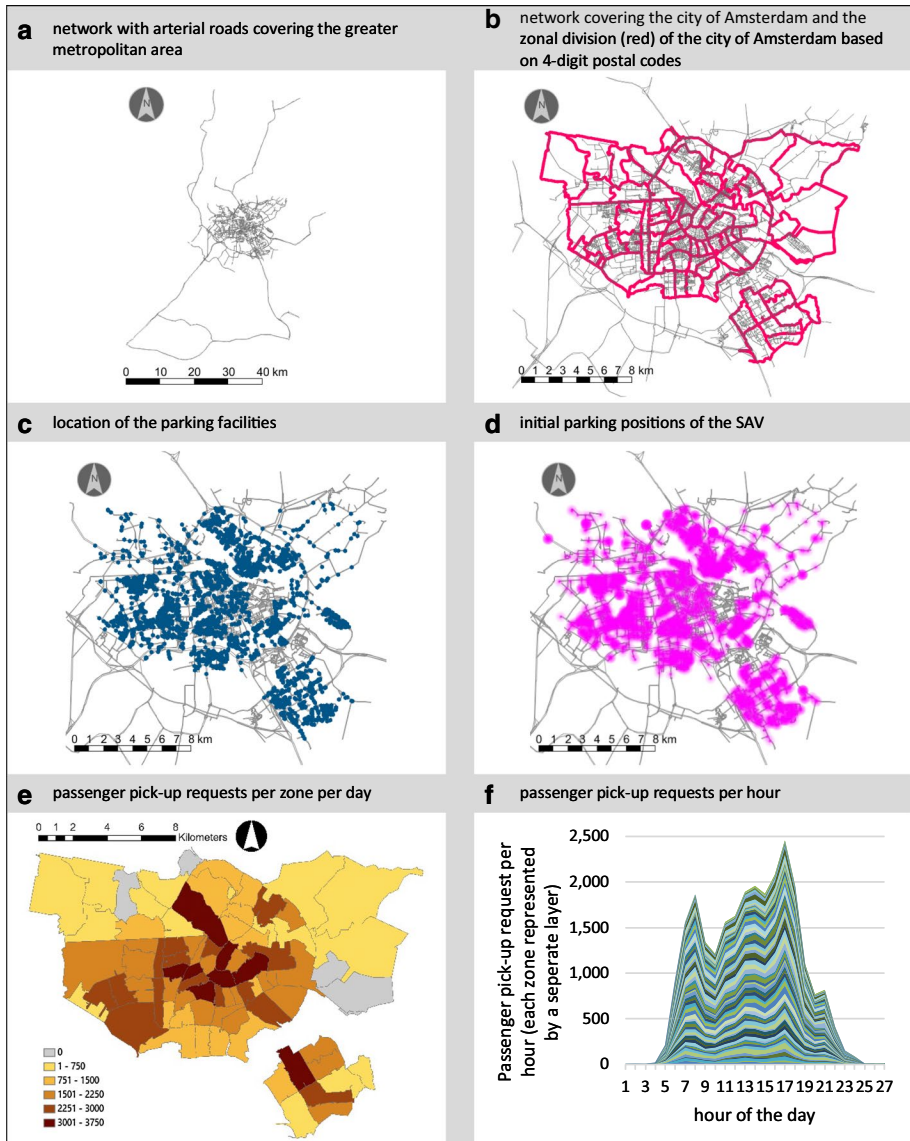 a network with arterial roads covering the greater
metropolitan area
b network covering the city of Amsterdam and the
zonal division (red) of the city of Amsterdam based
on 4-digit postal codes
N
0 10 20 30 40 km
N
0 1 2 3 4 5 6 7 8 km
c location of the parking facilities
d initial parking positions of the SAV
N
0 1 2 3 4 5 6 7 8 km
N
0 1 2 3 4 5 6 7 8 km
e passenger pick-up requests per zone per day
0 1 2 4 6 8
Kilometers
0
1 - 750
751 - 1500
1501 - 2250
2251 - 3000
3001 - 3750
f passenger pick-up requests per hour
Passenger pick-up request per
hour (each zone represented
by a seperate layer)
2,500
2,000
1,500
1,000
500
0
1 3 5 7 9 11 13 15 17 19 21 23 25 27
hour of the day